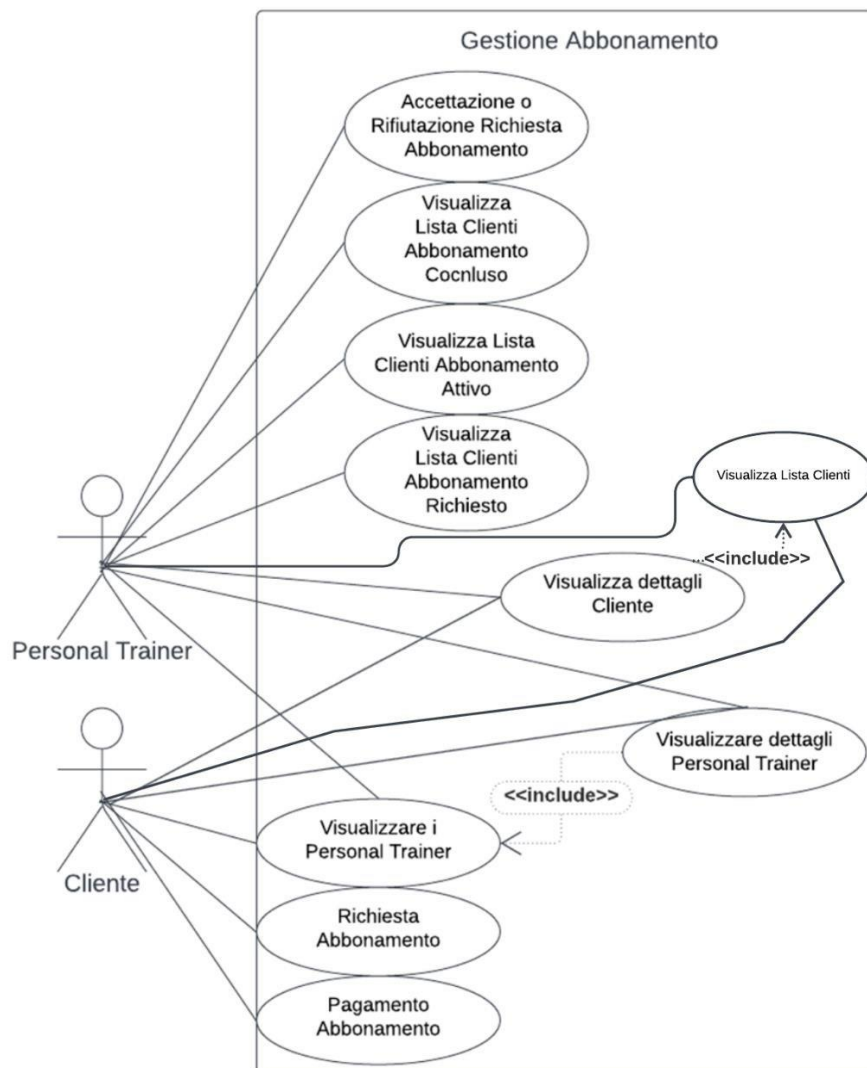 Gestione Abbonamento
Accettazione o
Rifiutazione Richiesta
Abbonamento
Visualizza
Lista Clienti
Abbonamento
Cocnluso
Visualizza Lista
Clienti Abbonamento
Attivo
Visualizza
Lista Clienti
Abbonamento
Richiesto
Visualizza Lista Clienti
<<include>>
Visualizza dettagli
Cliente
Personal Trainer
Visualizzare dettagli
Personal Trainer
<<include>>
Visualizzare i
Personal Trainer
Cliente
Richiesta
Abbonamento
Pagamento
Abbonamento